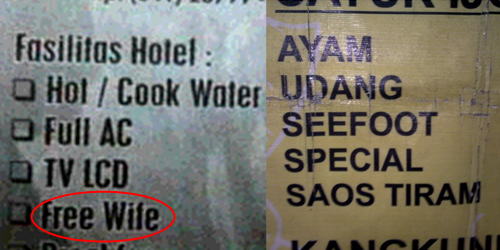 Fasilitas Hotel :
Hot / Cook Water
Full AC
TV LCD
Free Wife
AYAM
UDANG
SEEFOOT
SPECIAL
SAOS TIRAM